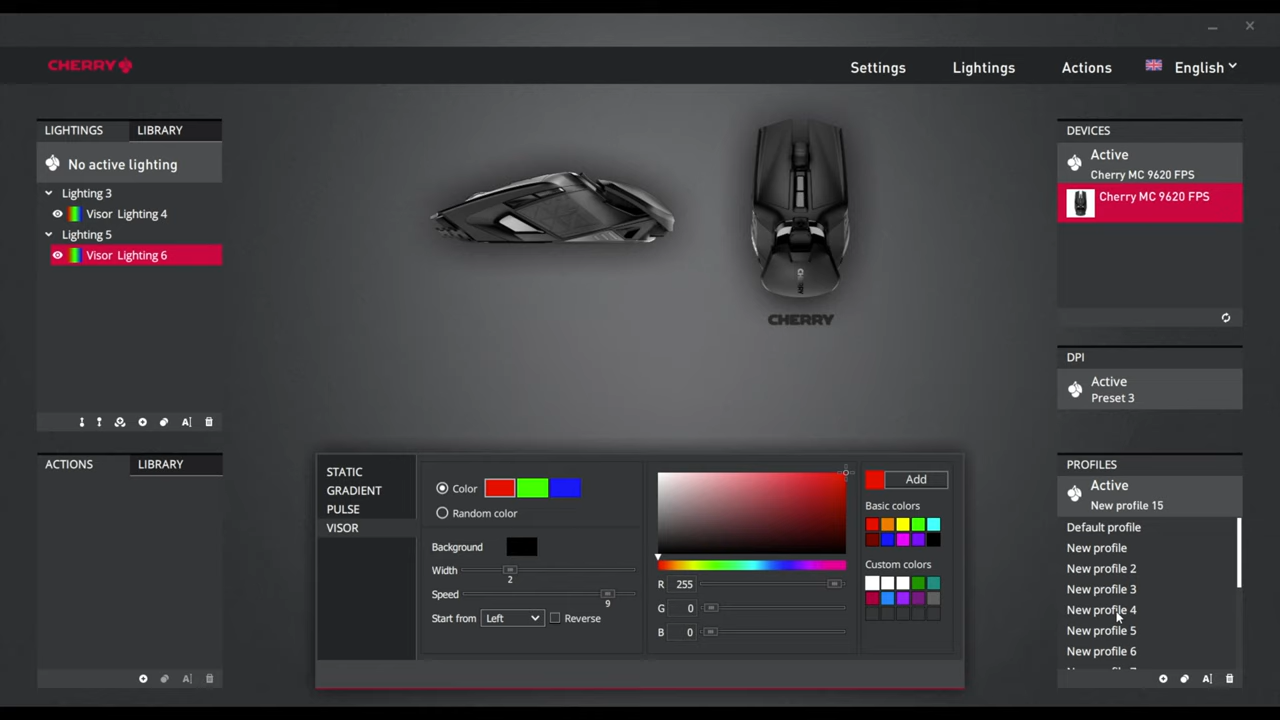 CHERRY
Settings
Lightings
Actions
English
LIGHTINGS
LIBRARY
No active lighting
Lighting 3
Visor Lighting 4
Lighting 5
Visor Lighting 6
ACTIONS
LIBRARY
CHERRY
STATIC
GRADIENT
PULSE
VISOR
Color
Random color
Background
Width
2
Speed
9
Start from
Left
Reverse
R 255
G 0
B 0
Add
Basic colors
Custom colors
DEVICES
Active
Cherry MC 9620 FPS
Cherry MC 9620 FPS
DPI
Active
Preset 3
PROFILES
Active
New profile 15
Default profile
New profile
New profile 2
New profile 3
New profile 4
New profile 5
New profile 6